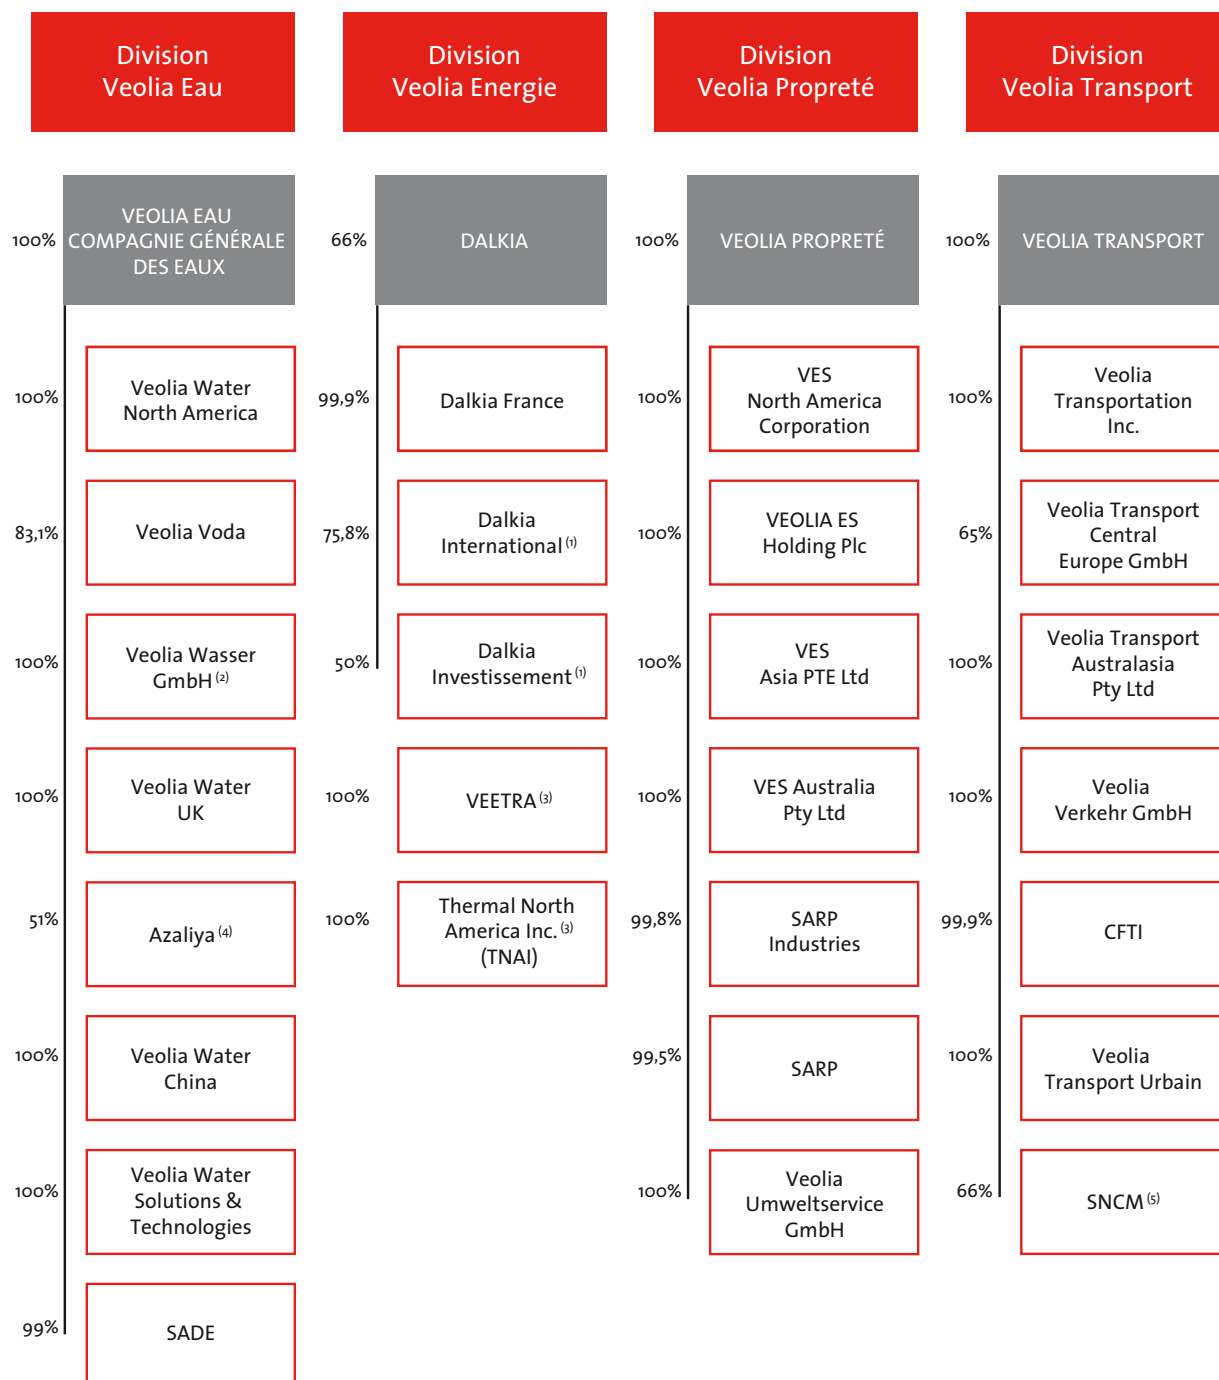 Division
Veolia Eau
Division
Veolia Energie
Division
Veolia Propreté
Division
Veolia Transport
100%
VEOLIA EAU
COMPAGNIE GÉNÉRALE
DES EAUX
66%
DALKIA
100%
VEOLIA PROPRETÉ
100%
VEOLIA TRANSPORT
100%
Veolia Water
North America
99,9%
Dalkia France
100%
VES
North America
Corporation
100%
Veolia
Transportation
Inc.
83,1%
Veolia Voda
75,8%
Dalkia
International (1)
100%
VEOLIA ES
Holding Plc
65%
Veolia Transport
Central
Europe GmbH
100%
Veolia Wasser
GmbH (2)
50%
Dalkia
Investissement (1)
100%
VES
Asia PTE Ltd
100%
Veolia Transport
Australasia
Pty Ltd
100%
Veolia Water
UK
100%
VEETRA (3)
100%
VES Australia
Pty Ltd
100%
Veolia
Verkehr GmbH
51%
Azaliya (4)
100%
Thermal North
America Inc. (3)
(TNAI)
99,8%
SARP
Industries
99,9%
CFTI
100%
Veolia Water
China
99,5%
SARP
100%
Veolia
Transport Urbain
100%
Veolia Water
Solutions &
Technologies
100%
Veolia
Umweltservice
GmbH
66%
SNCM (5)
99%
SADE